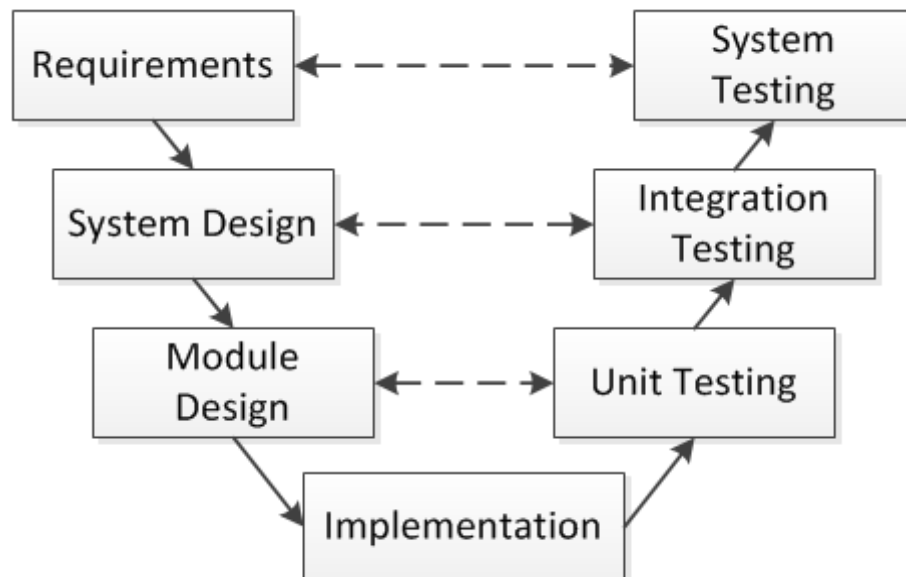 Requirements
System
Testing
System Design
Integration
Testing
Module
Design
Unit Testing
Implementation